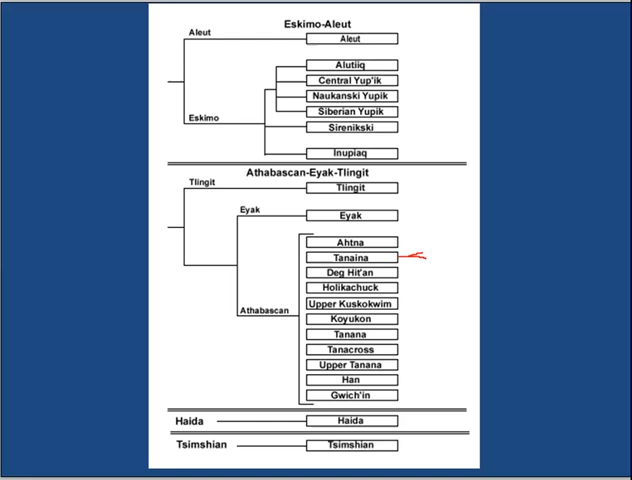 Eskimo-Aleut
Aleut
Aleut
Alutiiq
Central Yup'ik
Naukanski Yupik
Siberian Yupik
Eskimo
Sirenikski
Inupiaq
Athabascan-Eyak-Tlingit
Tlingit
Tlingit
Eyak
Eyak
Ahtna
Tanaina
Deg Hit'an
Holikachuck
Upper Kuskokwim
Athabascan
Koyukon
Tanana
Tanacross
Upper Tanana
Han
Gwich'in
Haida
Haida
Tsimshian
Tsimshian